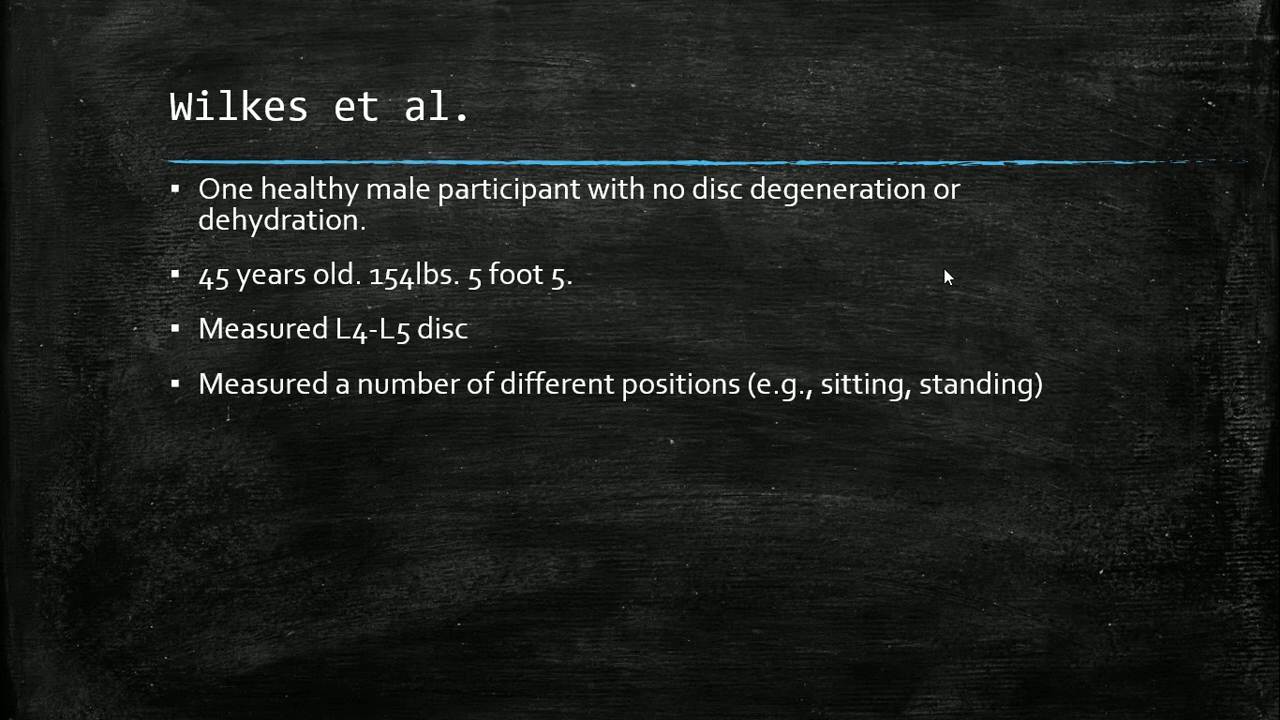 Wilkes et al.
▪ One healthy male participant with no disc degeneration or
dehydration.
▪ 45 years old. 154lbs. 5 foot 5.
▪ Measured L4-L5 disc
▪ Measured a number of different positions (e.g., sitting, standing)